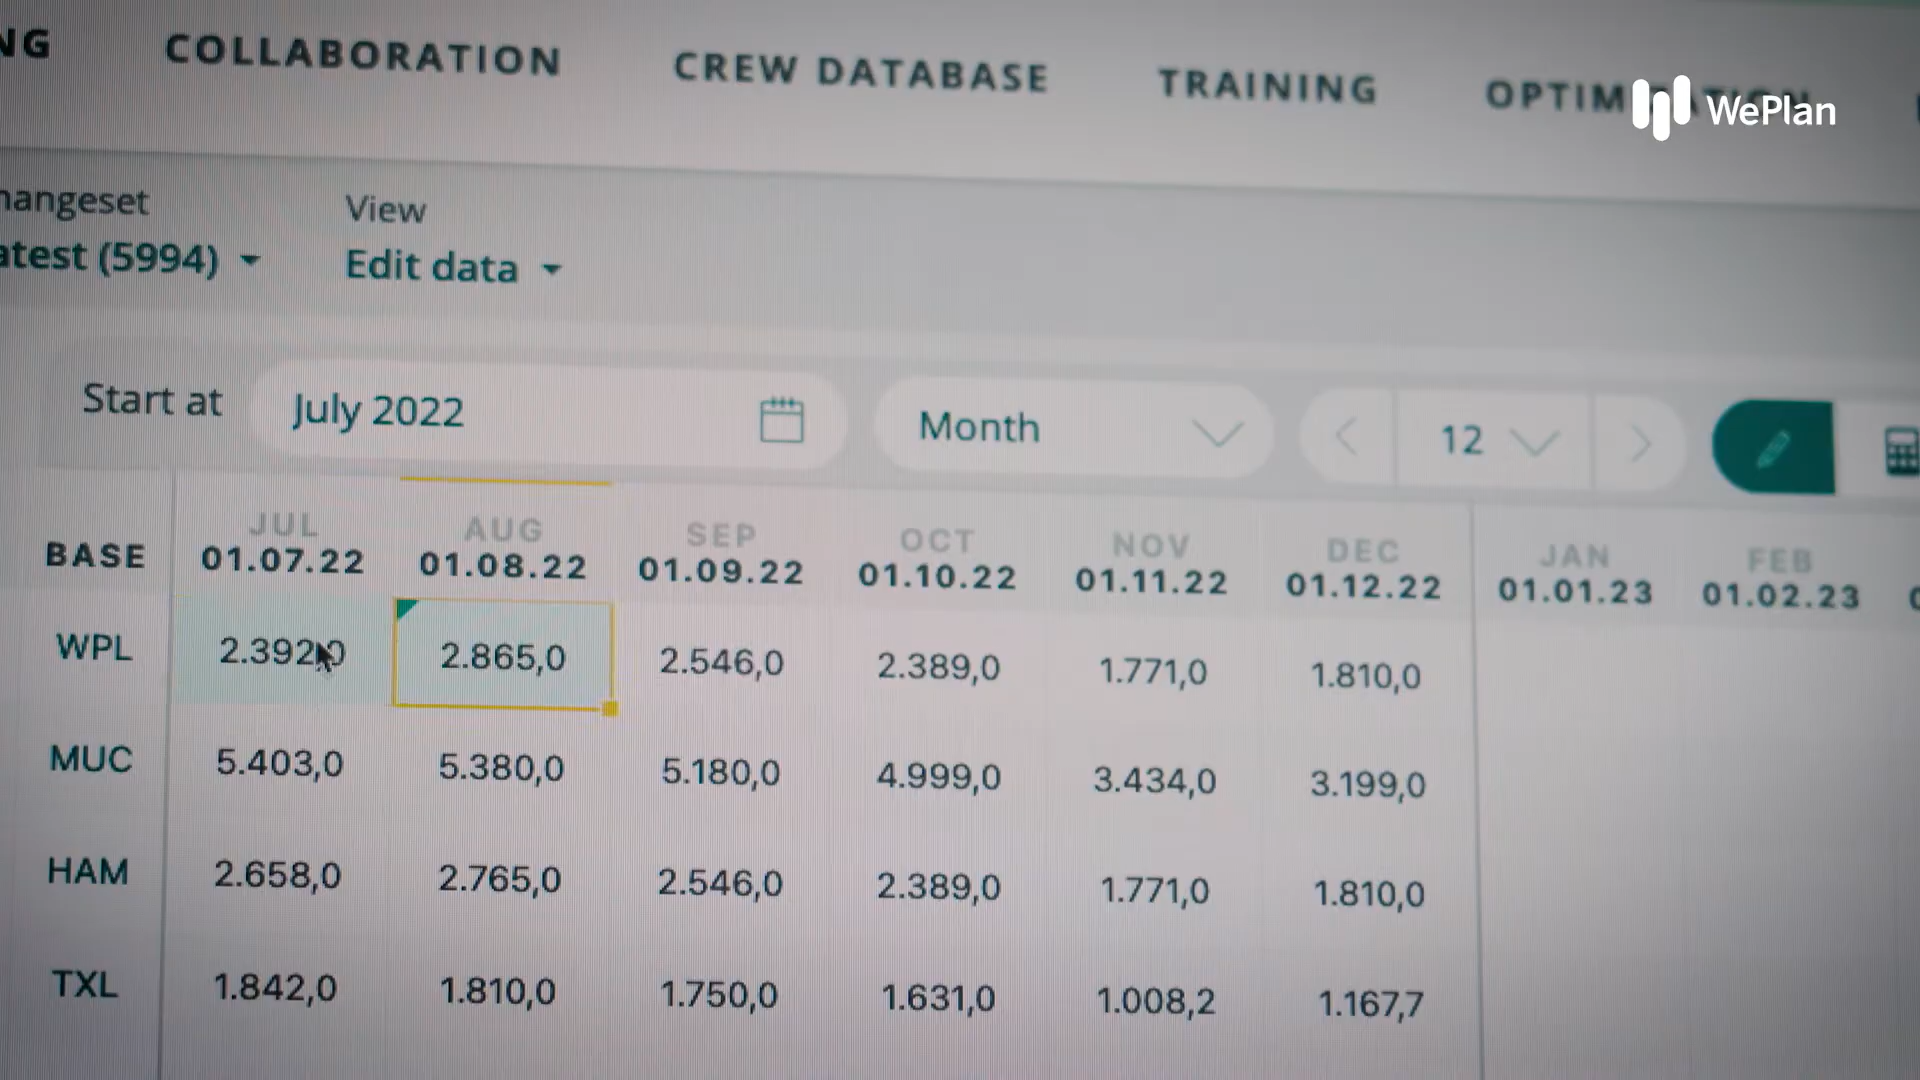 NG COLLABORATION CREW DATABASE TRAINING OPTIM
WePlan
hangeset View
atest (5994) Edit data
Start at July 2022 Month 12
JUL AUG SEP OCT NOV DEC JAN FEB
BASE 01.07.22 01.08.22 01.09.22 01.10.22 01.11.22 01.12.22 01.01.23 01.02.23
WPL 2.392,0 2.865,0 2.546,0 2.389,0 1.771,0 1.810,0
MUC 5.403,0 5.380,0 5.180,0 4.999,0 3.434,0 3.199,0
HAM 2.658,0 2.765,0 2.546,0 2.389,0 1.771,0 1.810,0
TXL 1.842,0 1.810,0 1.750,0 1.631,0 1.008,2 1.167,7